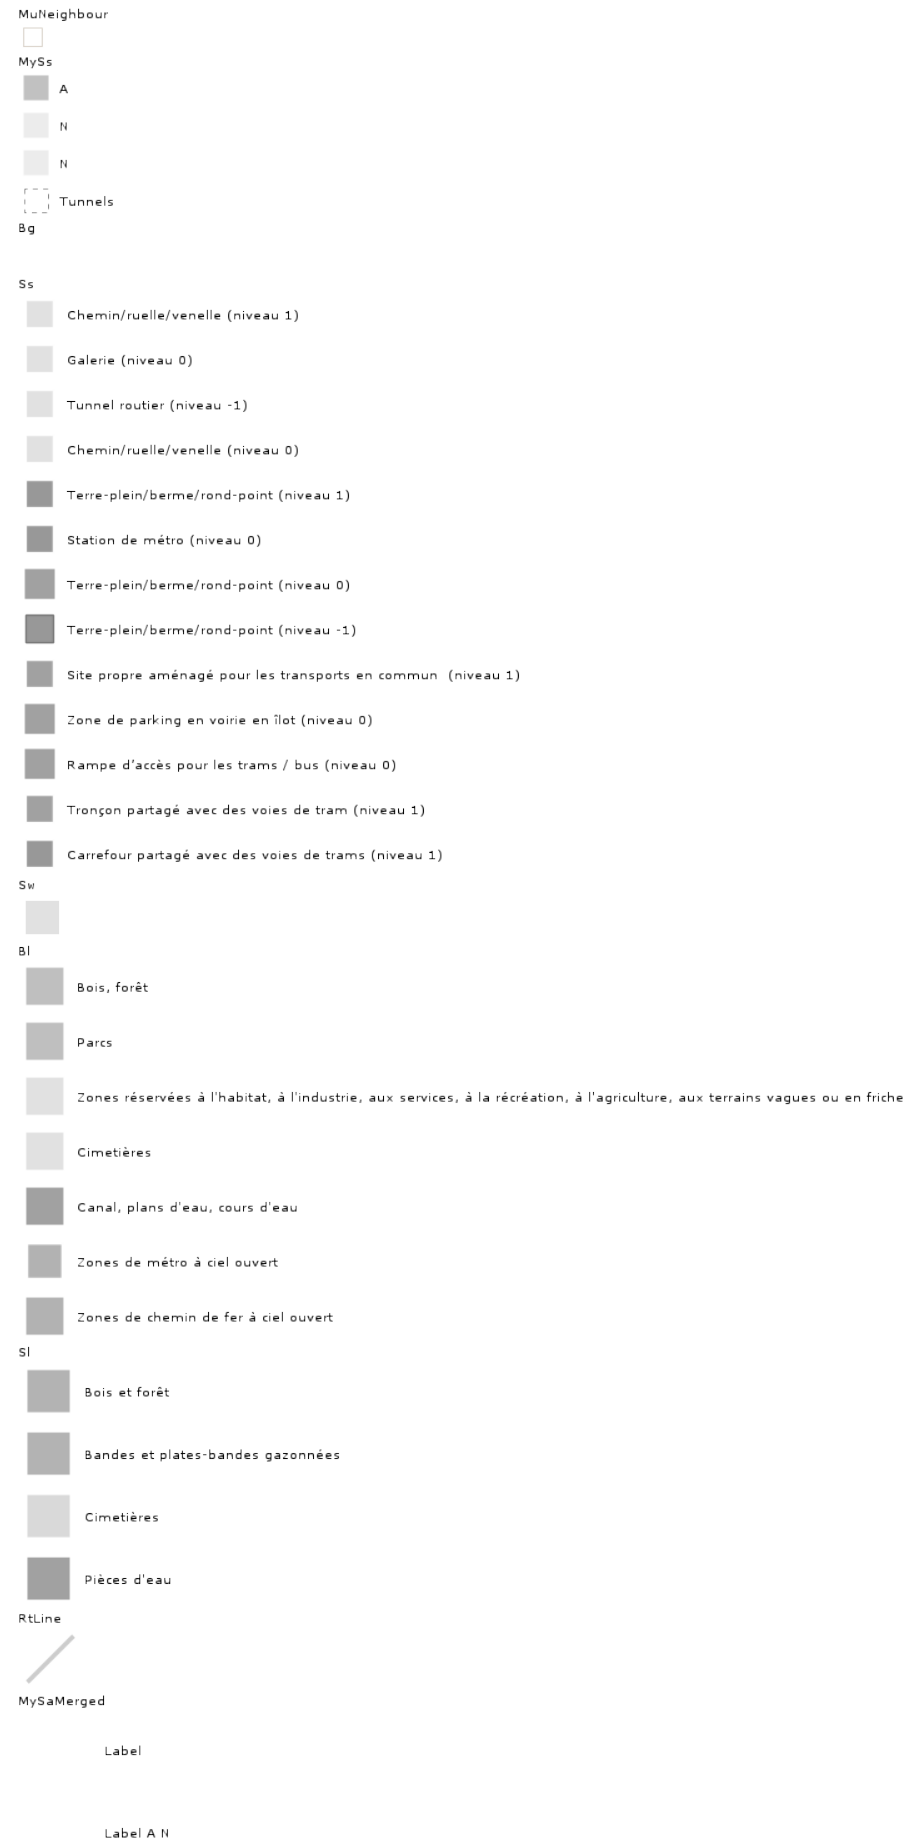 MuNeighbour
MySs
A
N
N
Tunnels
Bg
Ss
Chemin/ruelle/venelle (niveau 1)
Galerie (niveau 0)
Tunnel routier (niveau -1)
Chemin/ruelle/venelle (niveau 0)
Terre-plein/berme/rond-point (niveau 1)
Station de métro (niveau 0)
Terre-plein/berme/rond-point (niveau 0)
Terre-plein/berme/rond-point (niveau -1)
Site propre aménagé pour les transports en commun  (niveau 1)
Zone de parking en voirie en îlot (niveau 0)
Rampe d’accès pour les trams / bus (niveau 0)
Tronçon partagé avec des voies de tram (niveau 1)
Carrefour partagé avec des voies de trams (niveau 1)
Sw
Bl
Bois, forêt
Parcs
Zones réservées à l'habitat, à l'industrie, aux services, à la récréation, à l'agriculture, aux terrains vagues ou en friche
Cimetières
Canal, plans d'eau, cours d'eau
Zones de métro à ciel ouvert
Zones de chemin de fer à ciel ouvert
Sl
Bois et forêt
Bandes et plates-bandes gazonnées
Cimetières
Pièces d'eau
RtLine
MySaMerged
Label
Label A N